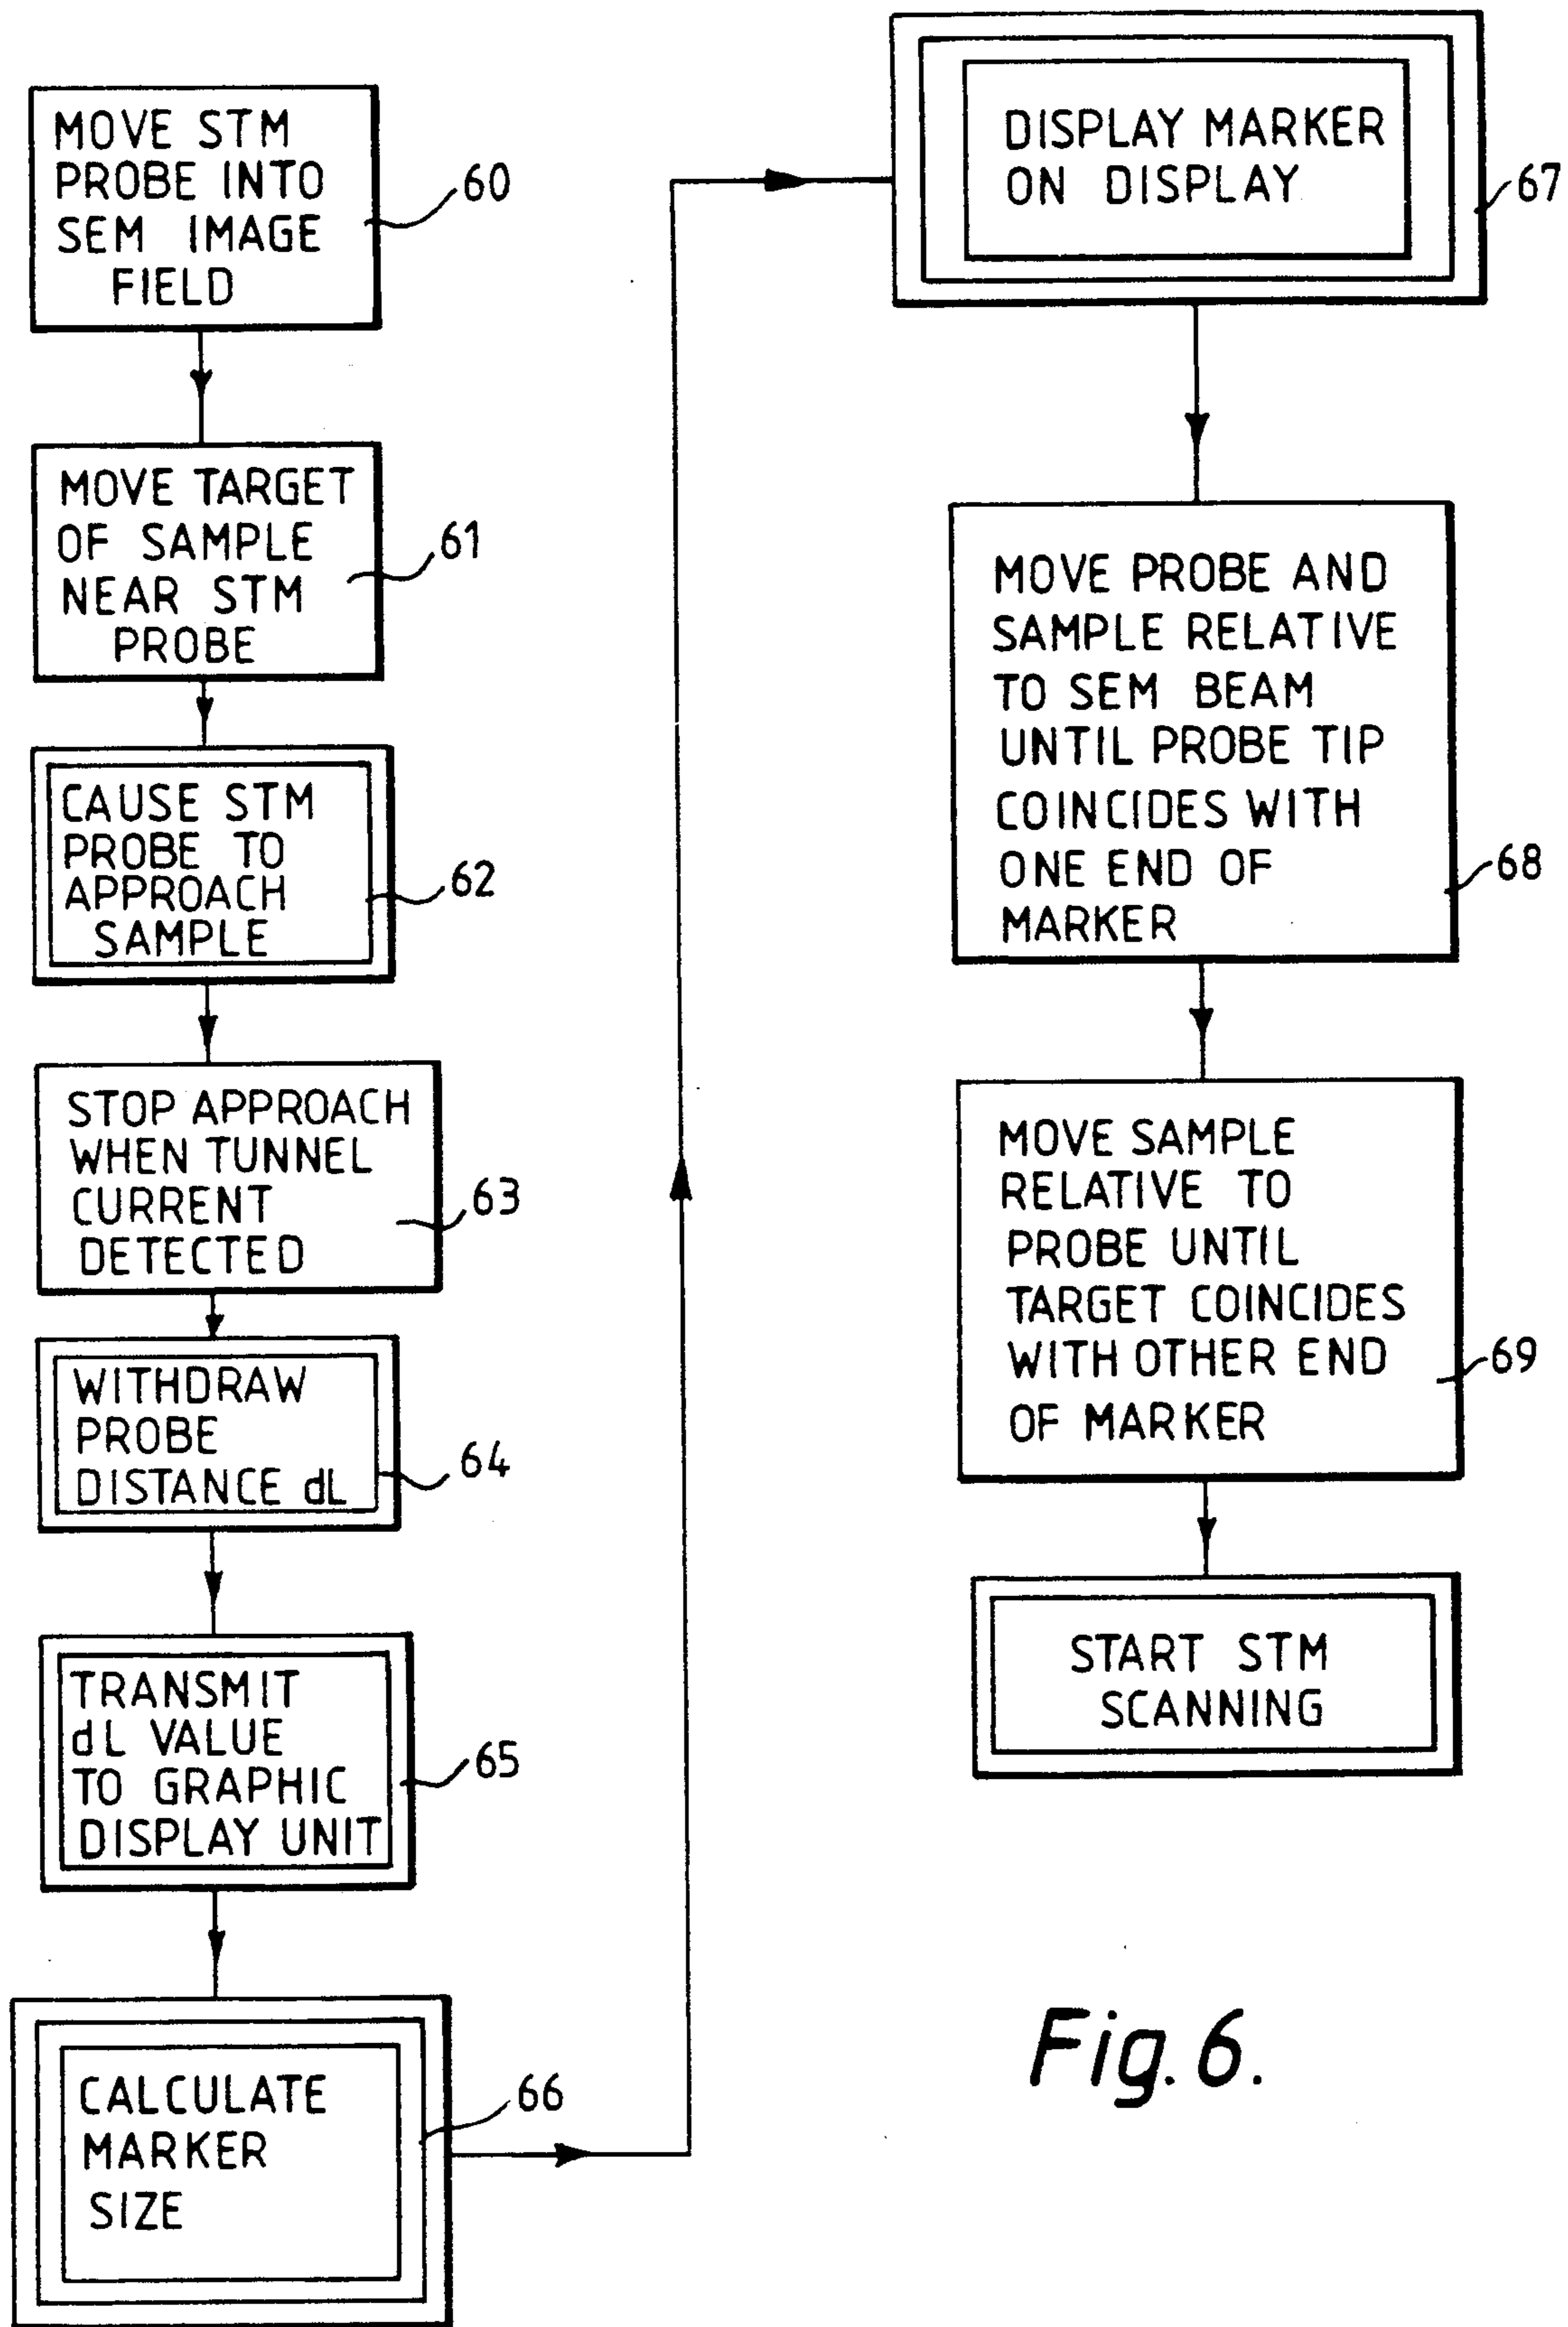 MOVE STM
PROBE INTO
SEM IMAGE
FIELD
60
MOVE TARGET
OF SAMPLE
NEAR STM
PROBE
61
CAUSE STM
PROBE TO
APPROACH
SAMPLE
62
STOP APPROACH
WHEN TUNNEL
CURRENT
DETECTED
63
WITHDRAW
PROBE
DISTANCE dL
64
TRANSMIT
dL VALUE
TO GRAPHIC
DISPLAY UNIT
65
CALCULATE
MARKER
SIZE
66
DISPLAY MARKER
ON DISPLAY
67
MOVE PROBE AND
SAMPLE RELATIVE
TO SEM BEAM
UNTIL PROBE TIP
COINCIDES WITH
ONE END OF
MARKER
68
MOVE SAMPLE
RELATIVE TO
PROBE UNTIL
TARGET COINCIDES
WITH OTHER END
OF MARKER
69
START STM
SCANNING
Fig. 6.